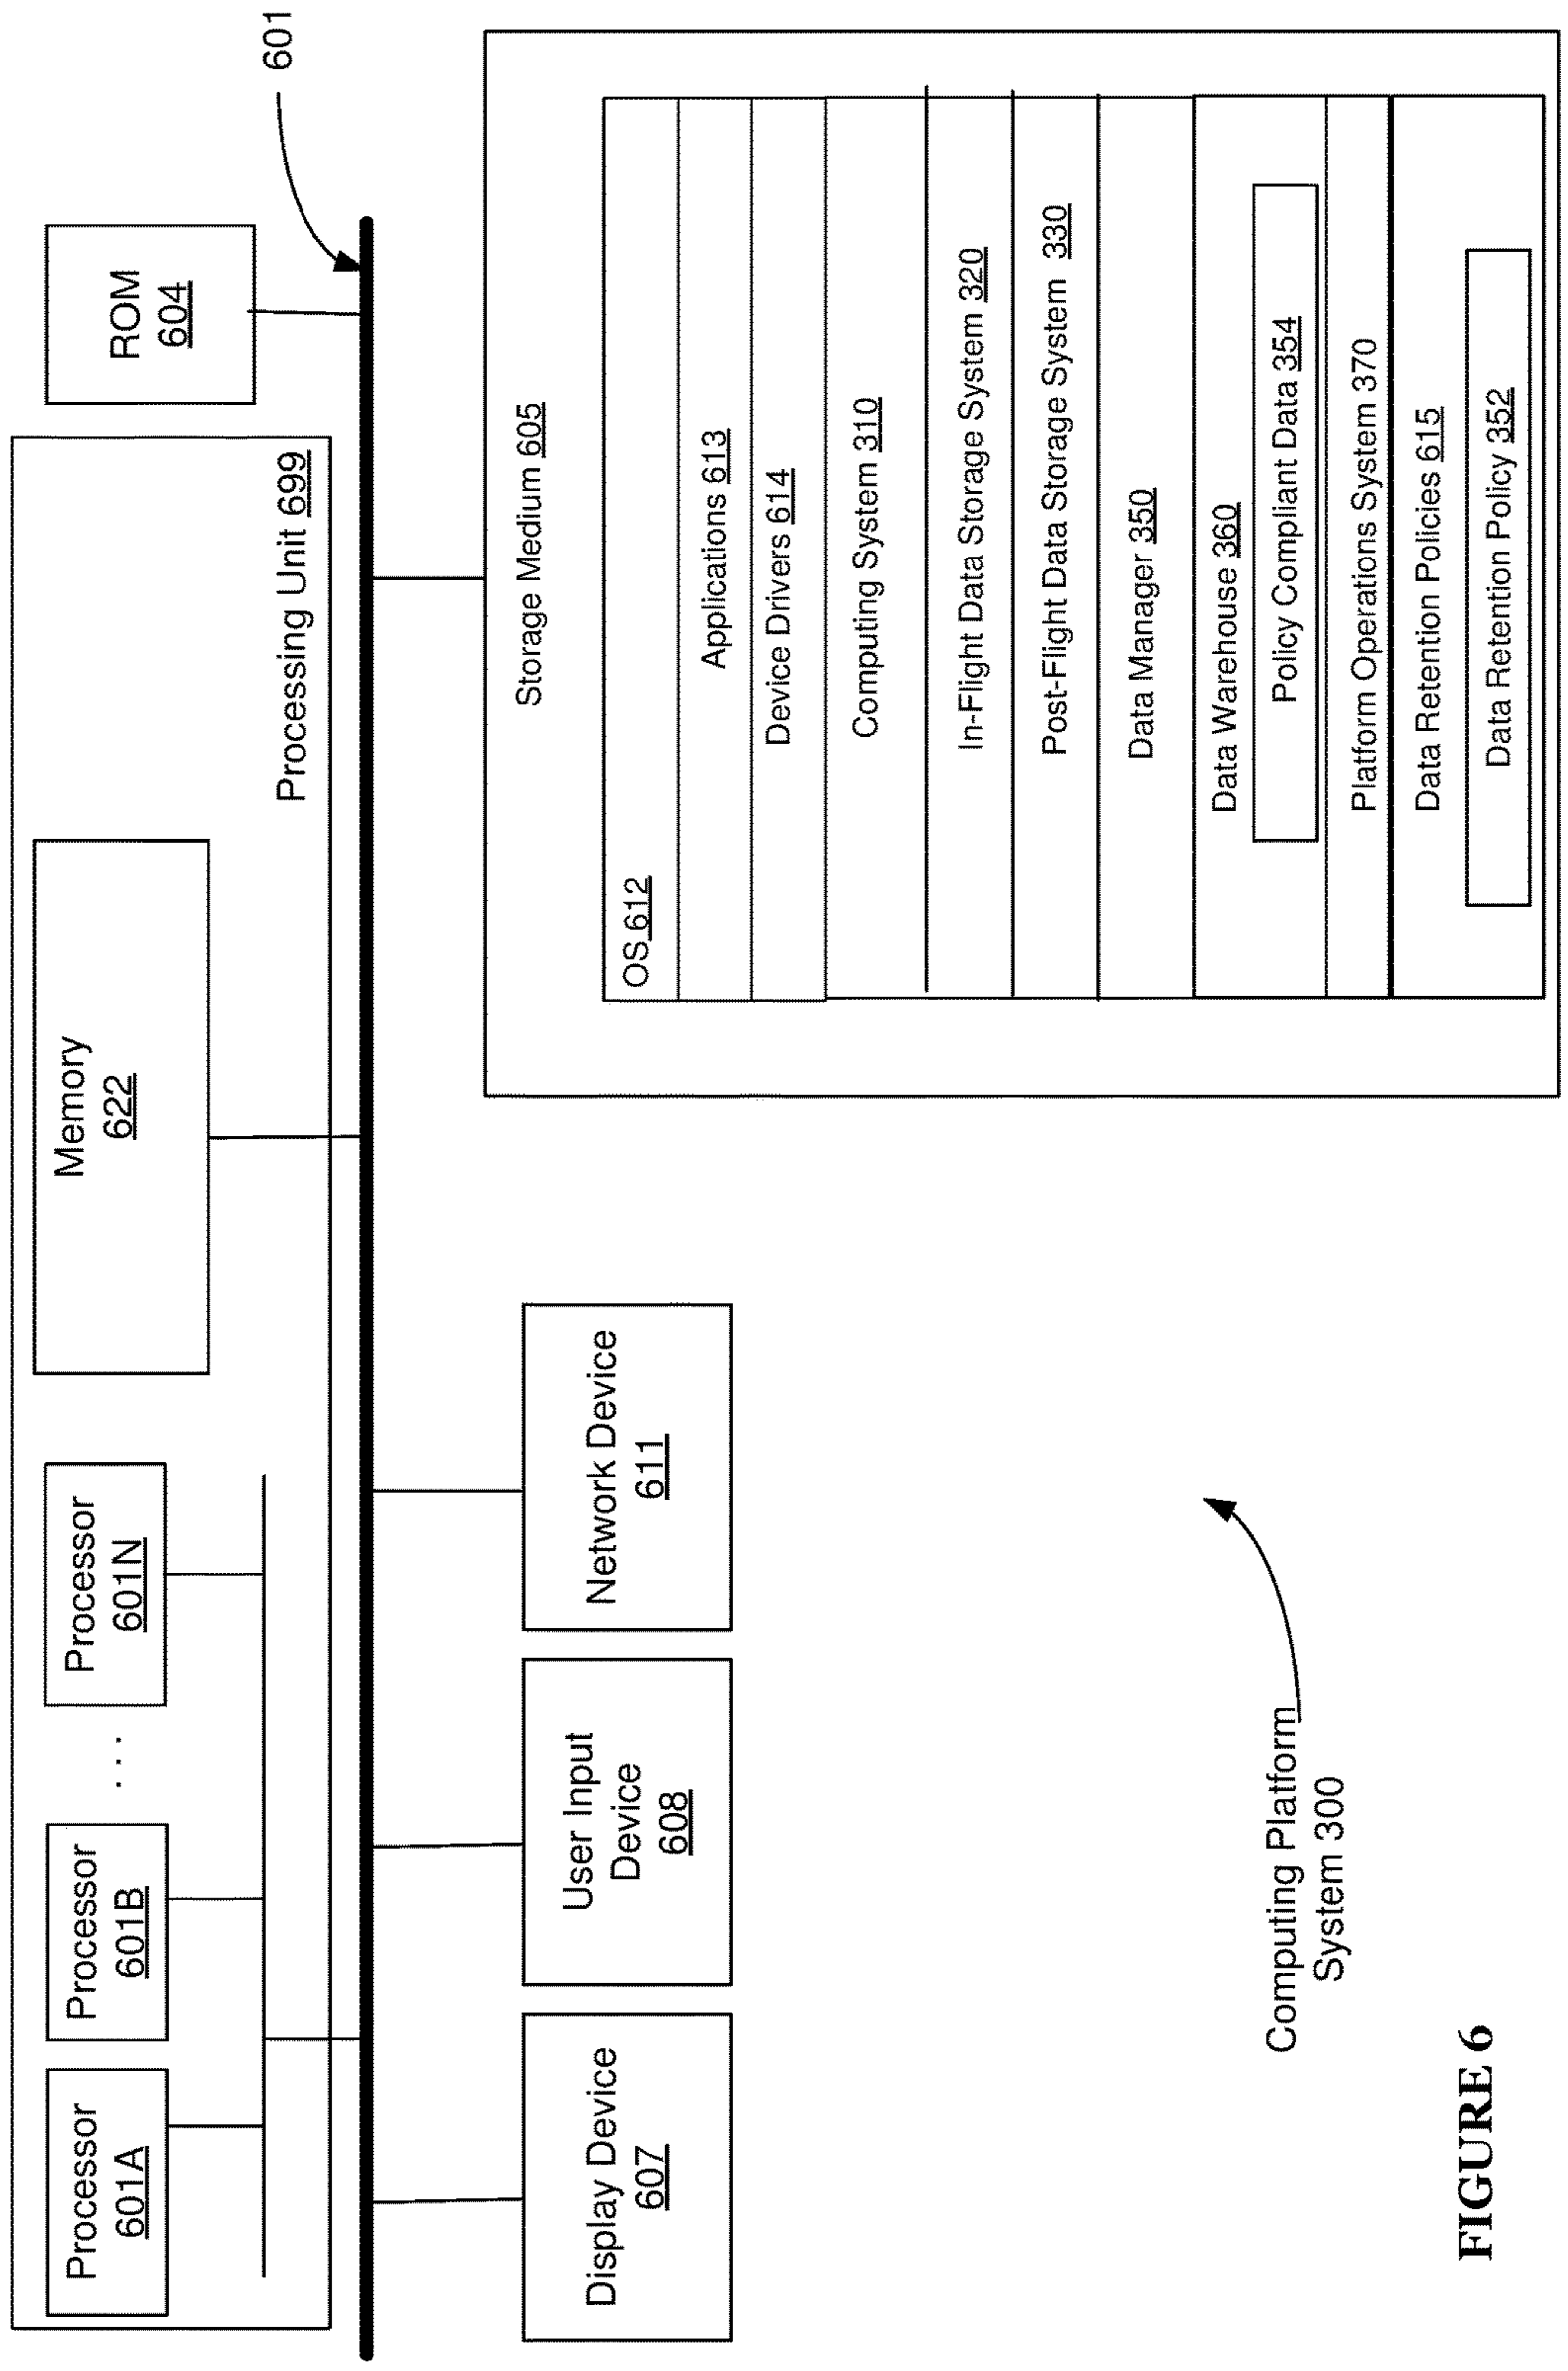 Processor
601A
Processor
601B
. . .
Processor
601N
Memory
622
Processing Unit 699
ROM
604
601
Display Device
607
User Input
Device
608
Network Device
611
Storage Medium 605
OS 612
Applications 613
Device Drivers 614
Computing System 310
In-Flight Data Storage System 320
Post-Flight Data Storage System 330
Data Manager 350
Data Warehouse 360
Policy Compliant Data 354
Platform Operations System 370
Data Retention Policies 615
Data Retention Policy 352
Computing Platform
System 300
FIGURE 6